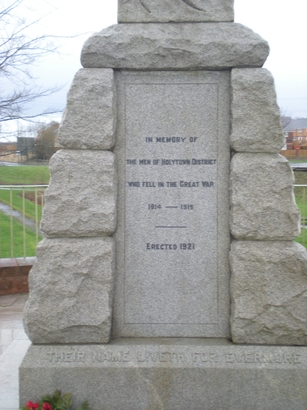 IN MEMORY OF
THE MEN OF HOLYTOWN DISTRICT
WHO FELL IN THE GREAT WAR
1914 — 1919
ERECTED 1921
THEIR NAME LIVETH FOR EVERMORE